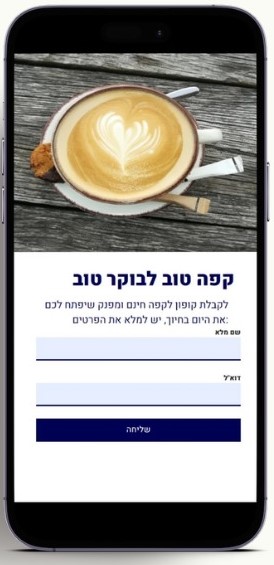 קפה טוב לבוקר טוב
לקבלת קופון לקפה חינם ומפנק שיפתח לכם
את היום בחיוך, יש למלא את הפרטים:
שם מלא
דוא"ל
שליחה